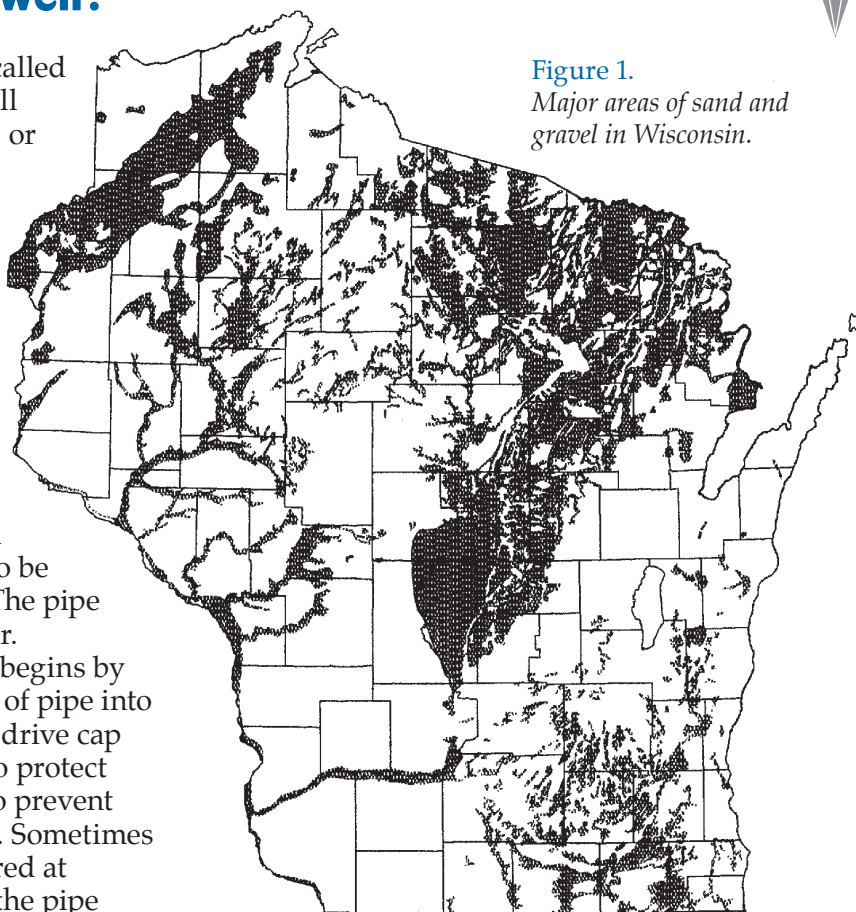 well?
called
ll
or
Figure 1.
Major areas of sand and
gravel in Wisconsin.
o be
The pipe
r.
begins by
of pipe into
drive cap
o protect
o prevent
. Sometimes
red at
the pipe